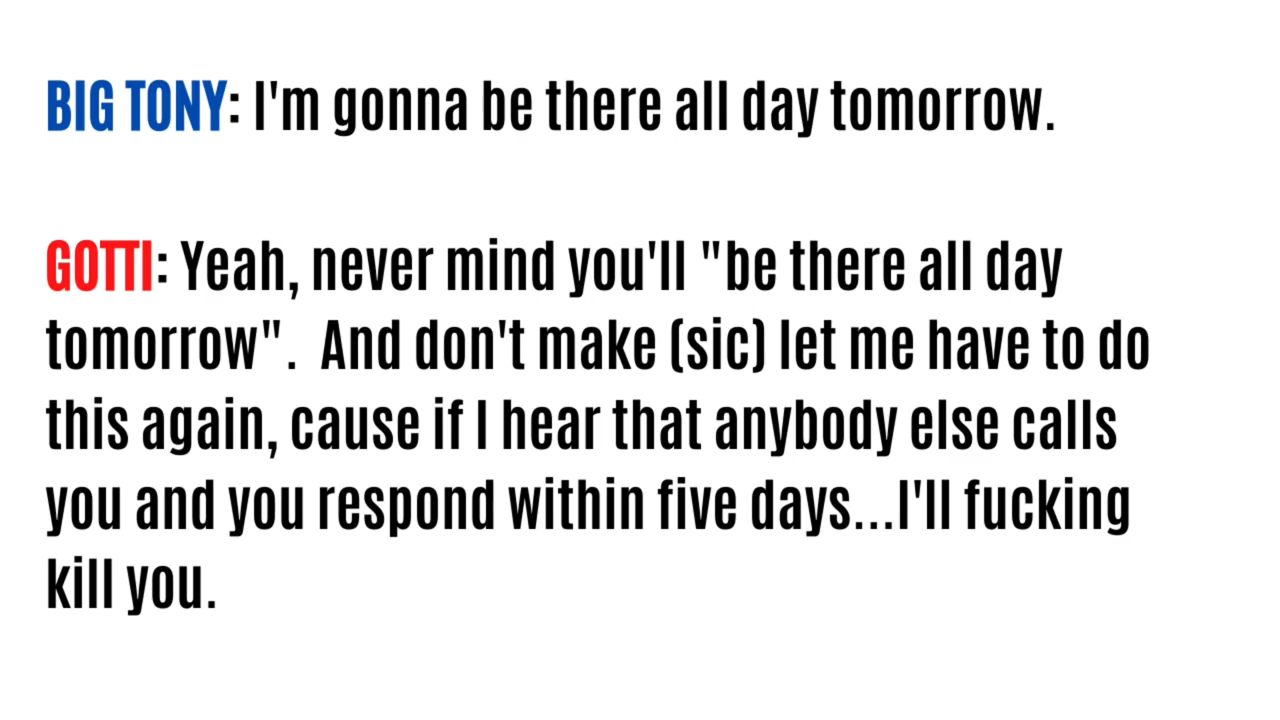 BIG TONY: I'm gonna be there all day tomorrow.
GOTTI: Yeah, never mind you'll "be there all day
tomorrow".  And don't make (sic) let me have to do
this again, cause if I hear that anybody else calls
you and you respond within five days...I'll fucking
kill you.